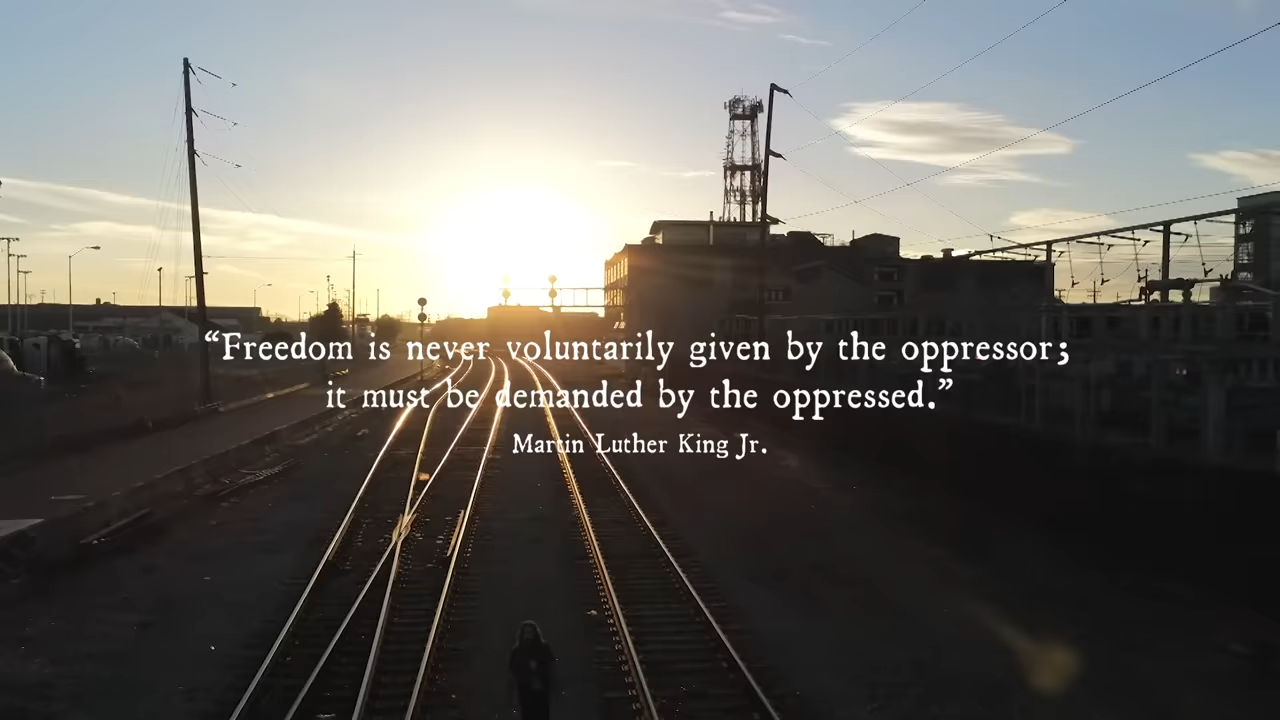 “Freedom is never voluntarily given by the oppressor;
it must be demanded by the oppressed.”
Martin Luther King Jr.